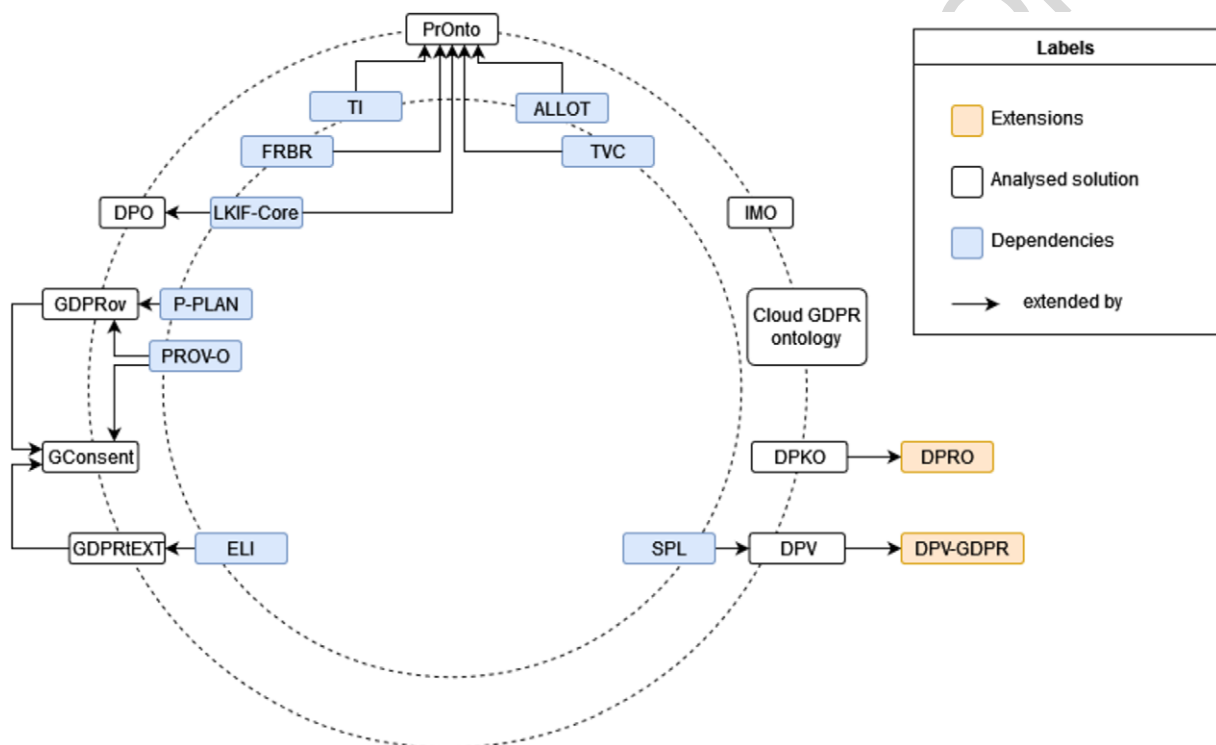 PrOnto
Labels
TI
ALLOT
Extensions
FRBR
TVC
Analysed solution
DPO
LKIF-Core
IMO
Dependencies
GDPRov
P-PLAN
extended by
Cloud GDPR
ontology
PROV-O
GConsent
DPKO
DPRO
GDPRtEXT
ELI
SPL
DPV
DPV-GDPR